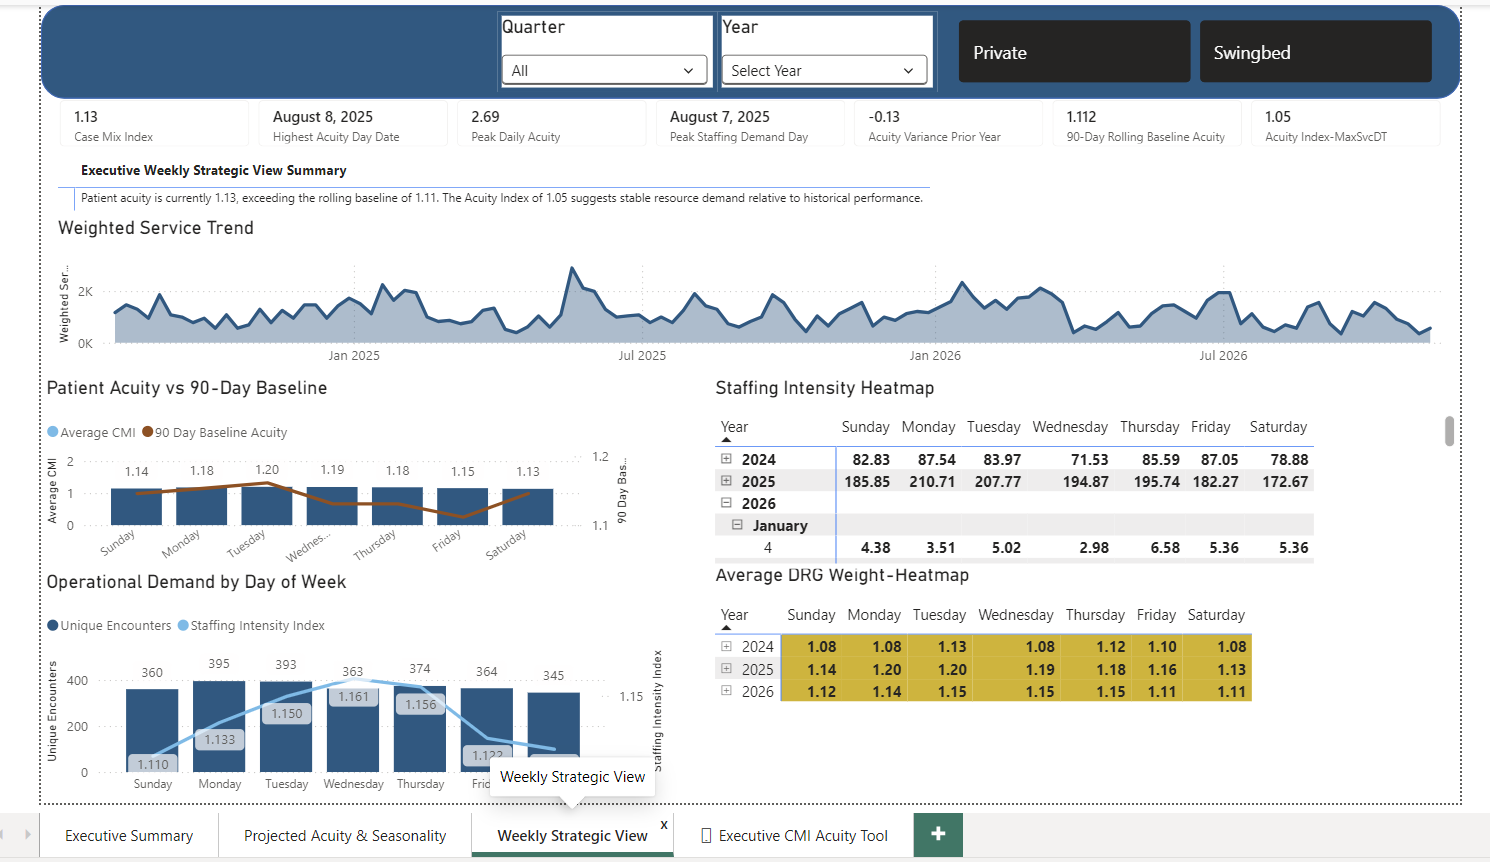 Quarter
All
Year
Select Year
Private
Swingbed
1.13
Case Mix Index
August 8, 2025
Highest Acuity Day Date
2.69
Peak Daily Acuity
August 7, 2025
Peak Staffing Demand Day
-0.13
Acuity Variance Prior Year
1.112
90-Day Rolling Baseline Acuity
1.05
Acuity Index-MaxSvcDT
Executive Weekly Strategic View Summary
Patient acuity is currently 1.13, exceeding the rolling baseline of 1.11. The Acuity Index of 1.05 suggests stable resource demand relative to historical performance.
Weighted Service Trend
Weighted Ser...
2K
0K
Jan 2025 Jul 2025 Jan 2026 Jul 2026
Patient Acuity vs 90-Day Baseline
Average CMI 90 Day Baseline Acuity
Average CMI
2
1
0
1.14 1.18 1.20 1.19 1.18 1.15 1.13
1.2
1.1
90 Day Bas...
Sunday Monday Tuesday Wednes... Thursday Friday Saturday
Operational Demand by Day of Week
Unique Encounters Staffing Intensity Index
Unique Encounters
400
200
0
360 395 393 363 374 364 345
1.110 1.133 1.150 1.161 1.156 1.122
1.15
Staffing Intensity Index
Sunday Monday Tuesday Wednesday Thursday Frid
Weekly Strategic View
Staffing Intensity Heatmap
Year Sunday Monday Tuesday Wednesday Thursday Friday Saturday
2024 82.83 87.54 83.97 71.53 85.59 87.05 78.88
2025 185.85 210.71 207.77 194.87 195.74 182.27 172.67
2026
January
4 4.38 3.51 5.02 2.98 6.58 5.36 5.36
Average DRG Weight-Heatmap
Year Sunday Monday Tuesday Wednesday Thursday Friday Saturday
2024 1.08 1.08 1.13 1.08 1.12 1.10 1.08
2025 1.14 1.20 1.20 1.19 1.18 1.16 1.13
2026 1.12 1.14 1.15 1.15 1.15 1.11 1.11
Executive Summary
Projected Acuity & Seasonality
Weekly Strategic View
x
Executive CMI Acuity Tool
+